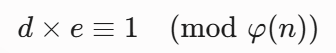 d × e ≡ 1 (mod φ(n))